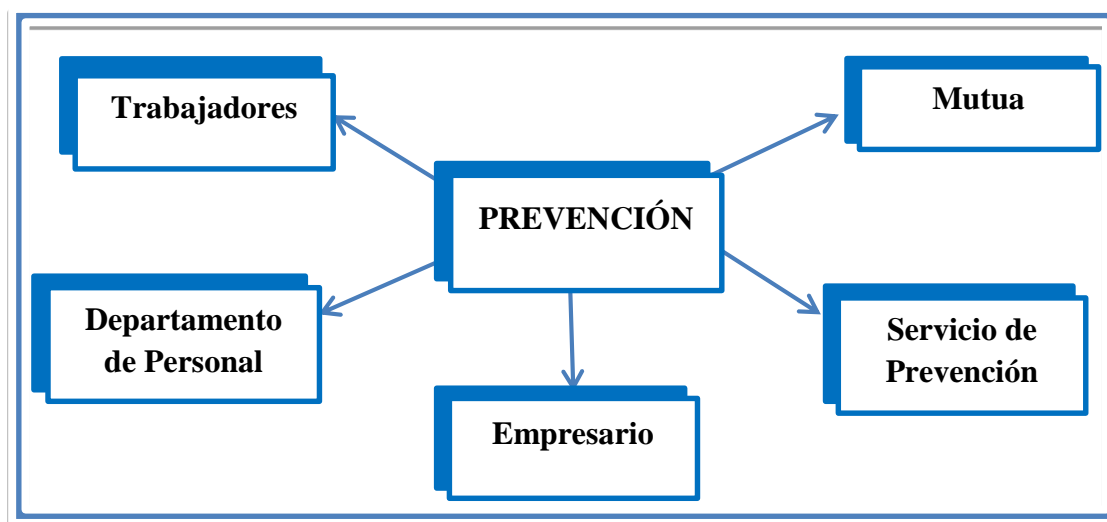 Trabajadores
Mutua
PREVENCIÓN
Departamento
de Personal
Servicio de
Prevención
Empresario